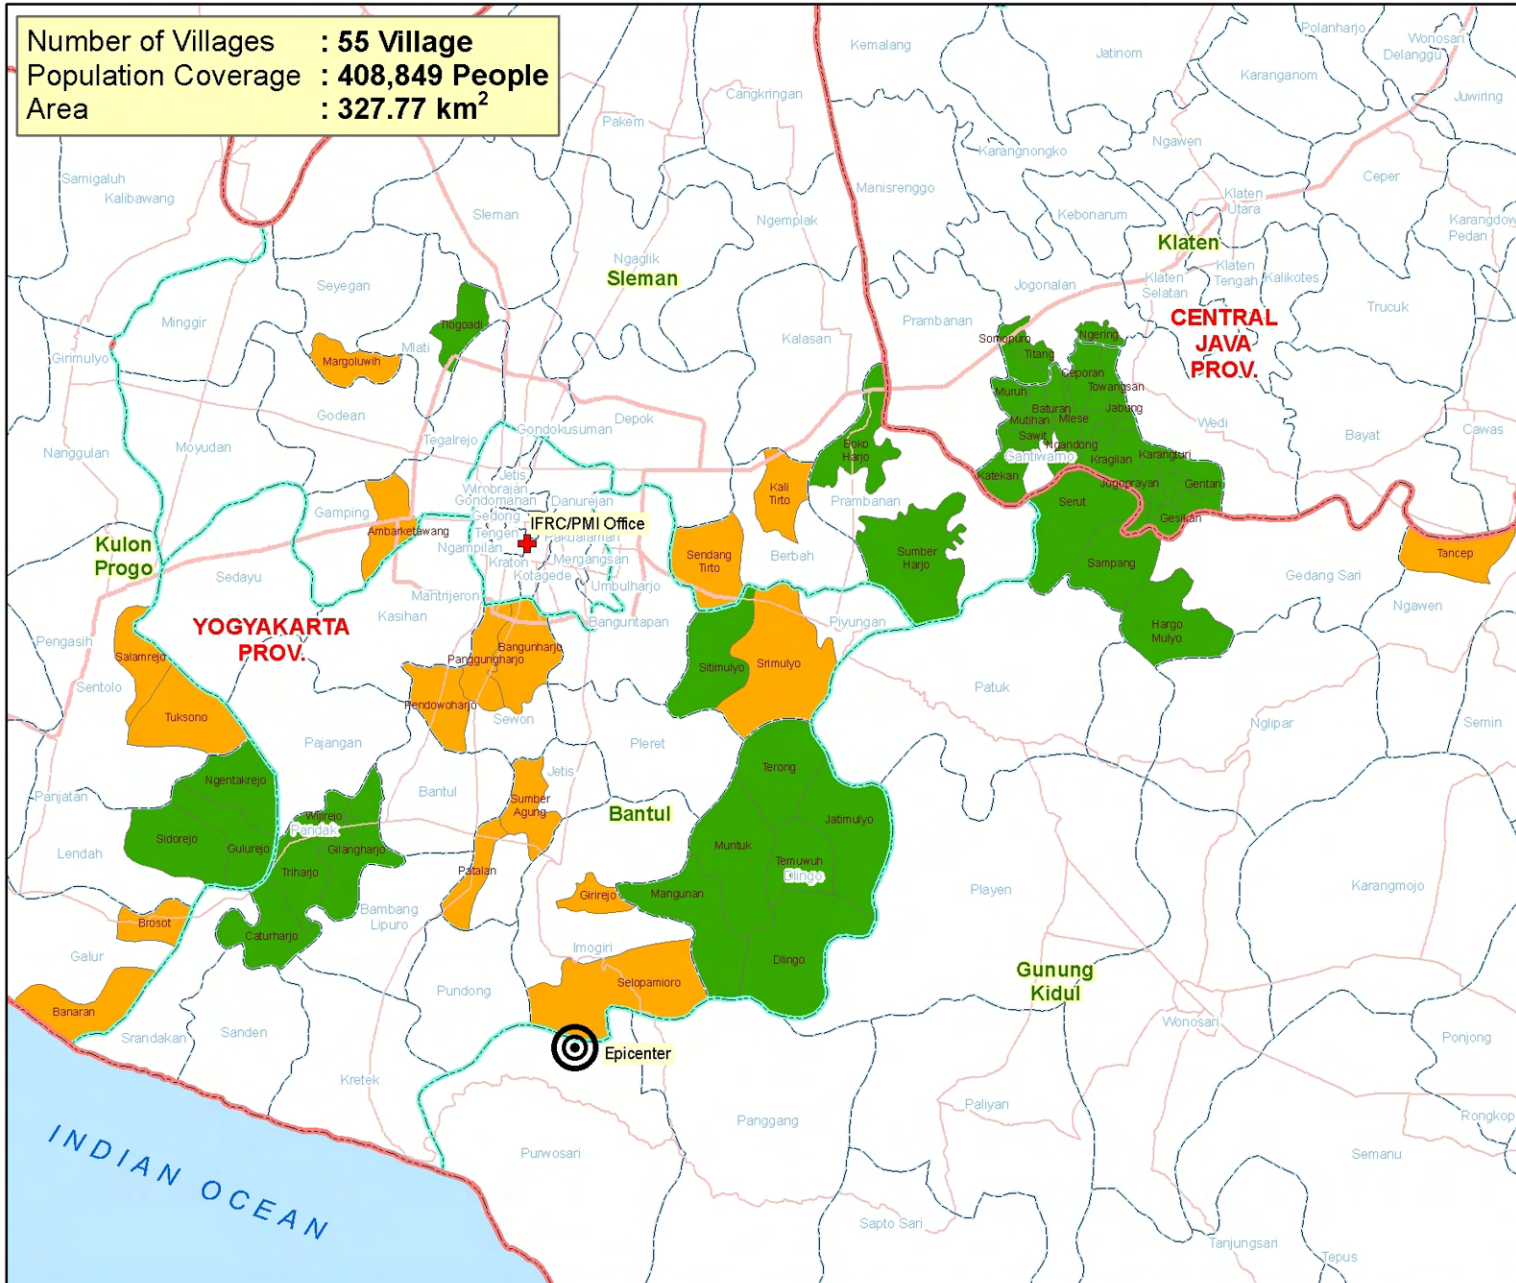 Number of Villages : 55 Village
Population Coverage : 408,849 People
Area : 327.77 km²
Polanharjo
Wonosari
Delanggu
Kemalang
Jatinom
Karanganom
Juwiring
Cangkringan
Pakem
Ngawen
Karangnongko
Samigaluh
Kalibawang
Manisrenggo
Ceper
Klaten
Utara
Sleman
Ngemplak
Kebonarum
Karangdow
Pedan
Klaten
Ngaglik
Sleman
Klaten
Tengah
Kalikotes
Klaten
Selatan
Seyegan
Jogonalan
Trucuk
Minggir
Tlogoadi
Prambanan
CENTRAL
JAVA
PROV.
Kalasan
Somopuro
Ngering
Mlati
Girimulyo
Margoluwih
Titang
Ceporan
Towangsan
Muruh
Jabung
Baturan
Mlese
Mutihan
Godean
Depok
Wedi
Gondokusuman
Sawit
Bayat
Cawas
Tegalrejo
Boko
Harjo
Ngandong
Gantiwarno
Kragilan
Karangturi
Moyudan
Nanggulan
Jetis
Katekan
Jogoprayan
Gentan
Wirobrajan
Gondomanan
Danurejan
Kali
Tirto
Prambanan
Serut
Gamping
Gedong
Tengen
IFRC/PMI Office
Pakualaman
Gesikan
Ambarketawang
Kulon
Progo
Ngampilan
Kraton
Mergangsan
Sendang
Tirto
Berbah
Sumber
Harjo
Sampang
Tancep
Sedayu
Kotagede
Umbulharjo
Gedang Sari
Mantrijeron
Ngawen
Kasihan
Banguntapan
Piyungan
Hargo
Mulyo
YOGYAKARTA
PROV.
Pengasih
Salamrejo
Bangunharjo
Panggungharjo
Sitimulyo
Srimulyo
Sentolo
Patuk
Pendowoharjo
Tuksono
Sewon
Nglipar
Semin
Pajangan
Pleret
Terong
Ngentakrejo
Jetis
Panjatan
Bantul
Sumber
Agung
Bantul
Wijirejo
Pandak
Jatimulyo
Sidorejo
Gulurejo
Gilangharjo
Muntuk
Lendah
Triharjo
Patalan
Temuwuh
Dlingo
Girirejo
Mangunan
Playen
Karangmojo
Brosot
Bambang
Lipuro
Caturharjo
Imogiri
Galur
Dlingo
Gunung
Kidul
Selopamioro
Pundong
Banaran
Wonosari
Srandakan
Sanden
Ponjong
Epicenter
Kretek
Paliyan
Panggang
Rongkop
INDIAN OCEAN
Purwosari
Semanu
Sapto Sari
Tanjungsari
Tepus